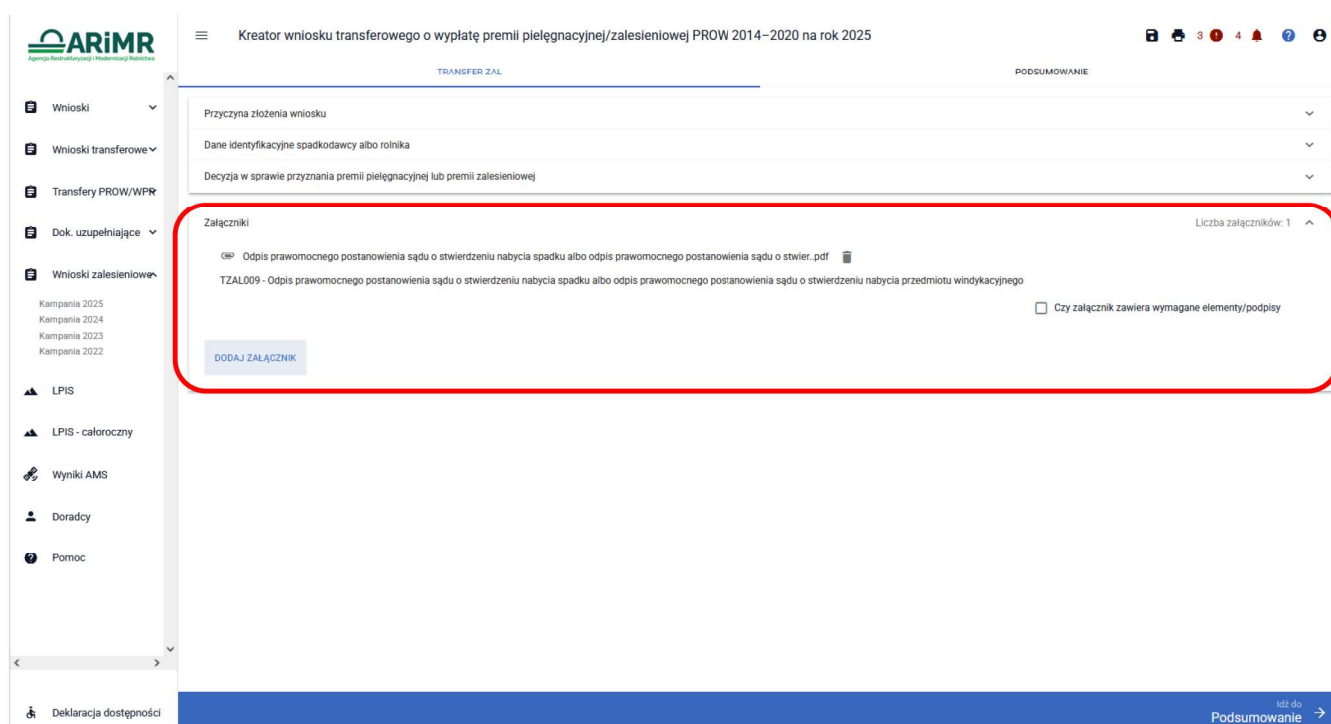 ARiMR
Agencja Restrukturyzacji i Modernizacji Rolnictwa
Kreator wniosku transferowego o wypłatę premii pielęgnacyjnej/zalesieniowej PROW 2014–2020 na rok 2025
3
4
TRANSFER ZAL
PODSUMOWANIE
Wnioski
Wnioski transferowe
Transfery PROW/WPR
Dok. uzupełniające
Wnioski zalesieniowe
Kampania 2025
Kampania 2024
Kampania 2023
Kampania 2022
LPIS
LPIS - całoroczny
Wyniki AMS
Doradcy
Pomoc
Deklaracja dostępności
Przyczyna złożenia wniosku
Dane identyfikacyjne spadkodawcy albo rolnika
Decyzja w sprawie przyznania premii pielęgnacyjnej lub premii zalesieniowej
Załączniki
Liczba załączników: 1
Odpis prawomocnego postanowienia sądu o stwierdzeniu nabycia spadku albo odpis prawomocnego postanowienia sądu o stwier..pdf
TZAL009 - Odpis prawomocnego postanowienia sądu o stwierdzeniu nabycia spadku albo odpis prawomocnego postanowienia sądu o stwierdzeniu nabycia przedmiotu windykacyjnego
Czy załącznik zawiera wymagane elementy/podpisy
DODAJ ZAŁĄCZNIK
Idź do
Podsumowanie